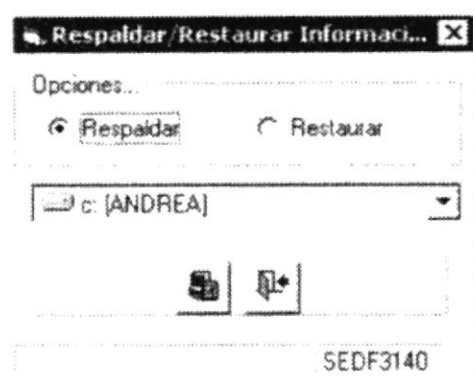 Respaldar/Restaurar Informaci...
Opciones...
Respaldar
Restaurar
c: [ANDREA]
SEDF3140